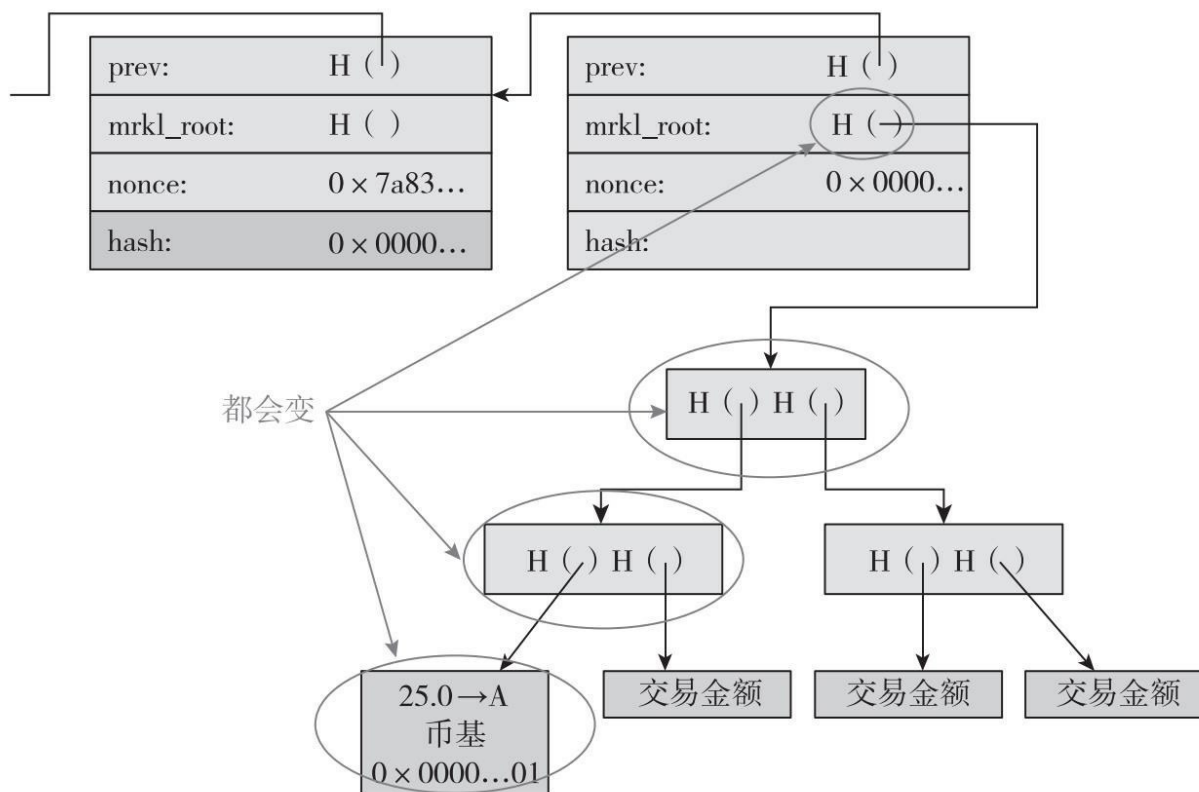 prev: H ( )
mrkl_root: H ( )
nonce: 0×7a83...
hash: 0×0000...
prev: H ( )
mrkl_root: H ( )
nonce: 0×0000...
hash:
都会变
H ( ) H ( )
H ( ) H ( )
H ( ) H ( )
25.0→A
币基
0×0000...01
交易金额
交易金额
交易金额